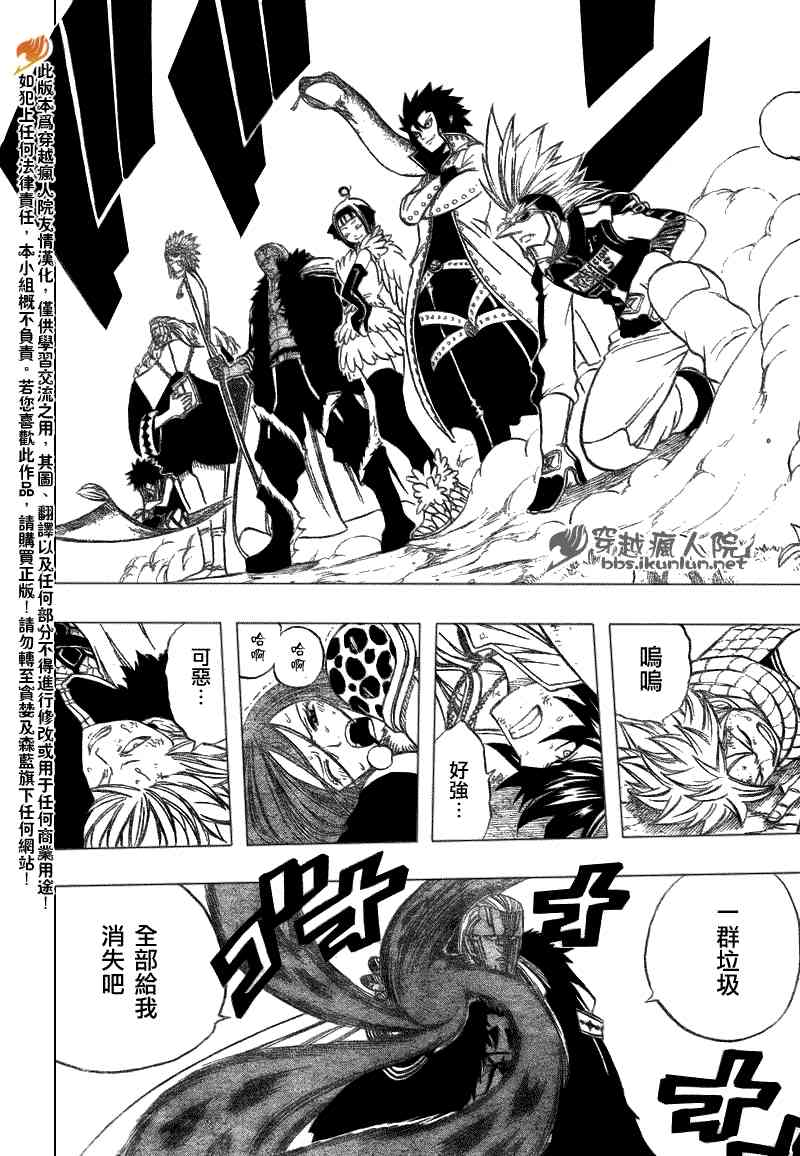 此版本爲穿越瘋人院友情漢化，僅供學習交流之用，其圖、翻譯以及任何部分不得進行修改或用于任何商業用途！
如犯上任何法律責任，本小組概不負責。若您喜歡此作品，請購買正版！請勿轉至貪婪及森藍旗下任何網站！
穿越瘋人院
bbs.ikunlun.net
嗚嗚
好強…
哈啊
哈啊
可惡…
一群垃圾
全部給我
消失吧
ゴ
ゴ
ゴ
ゴ